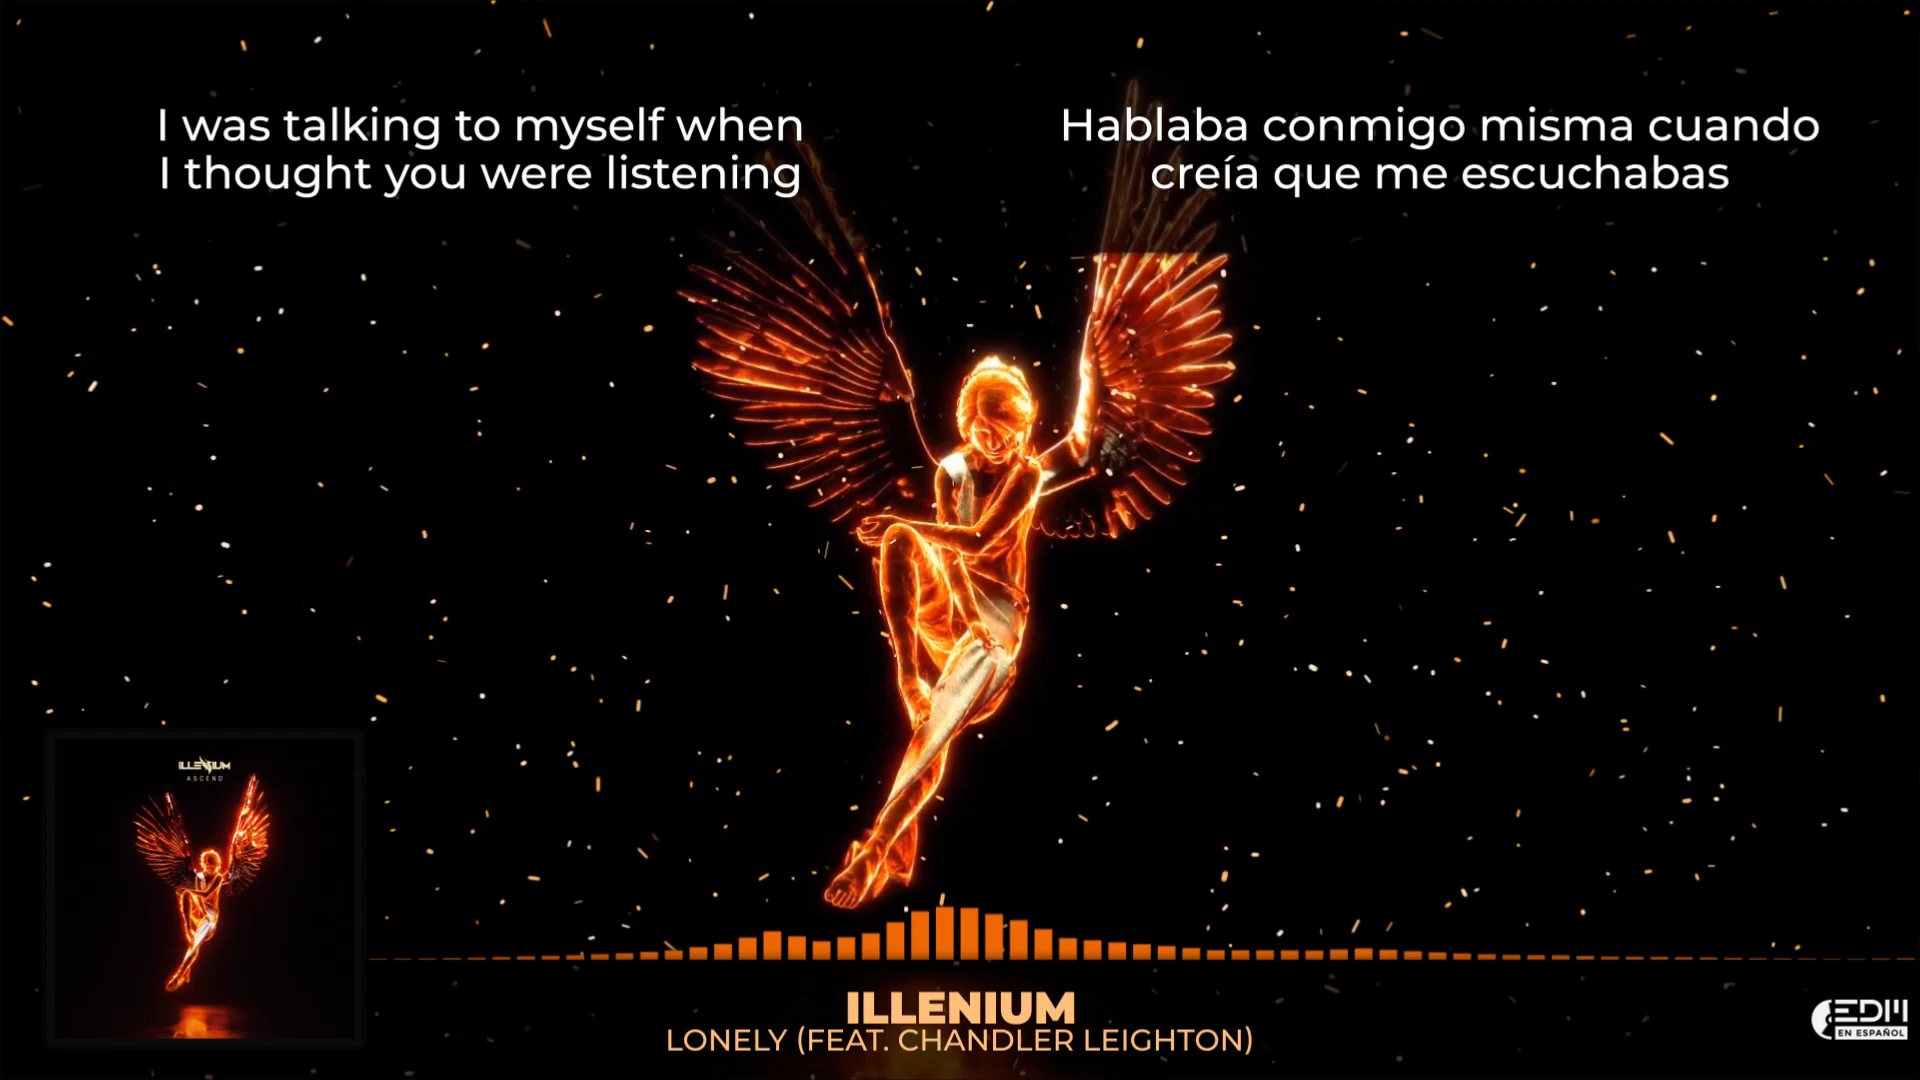 I was talking to myself when
I thought you were listening
Hablaba conmigo misma cuando
creía que me escuchabas
ILLENIUM
ASCEND
ILLENIUM
LONELY (FEAT. CHANDLER LEIGHTON)
EDM
EN ESPAÑOL